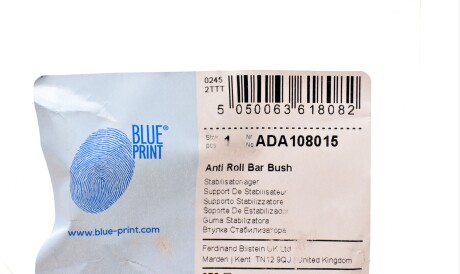 0245
2TTT
5 050063 618082
BLUE®
PRINT
1 ADA108015
Anti Roll Bar Bush
Stabilisatorlager
Support De Stabilisateur
Supporto Stabilizzatore
Soporte De Estabilizador
Guma Stabilizatora
Втулка Стабилизатора
www.blue-print.com
Ferdinand Bilstein UK Ltd
Marden | Kent TN12 9QJ | United Kingdom